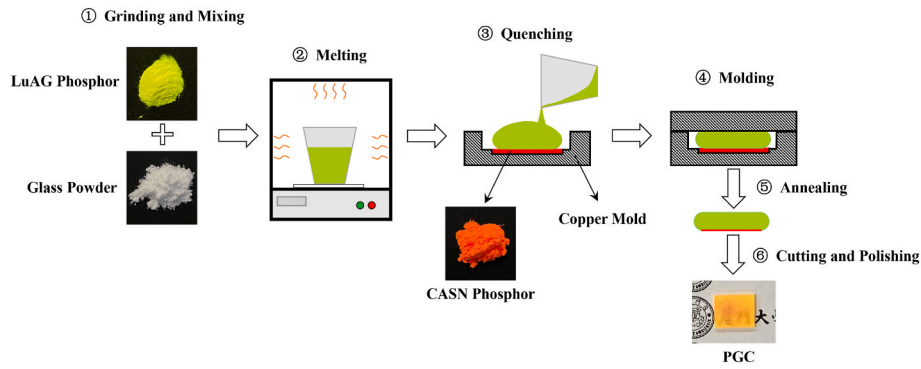 ① Grinding and Mixing
LuAG Phosphor
Glass Powder
② Melting
③ Quenching
CASN Phosphor
Copper Mold
④ Molding
⑤ Annealing
⑥ Cutting and Polishing
大
PGC